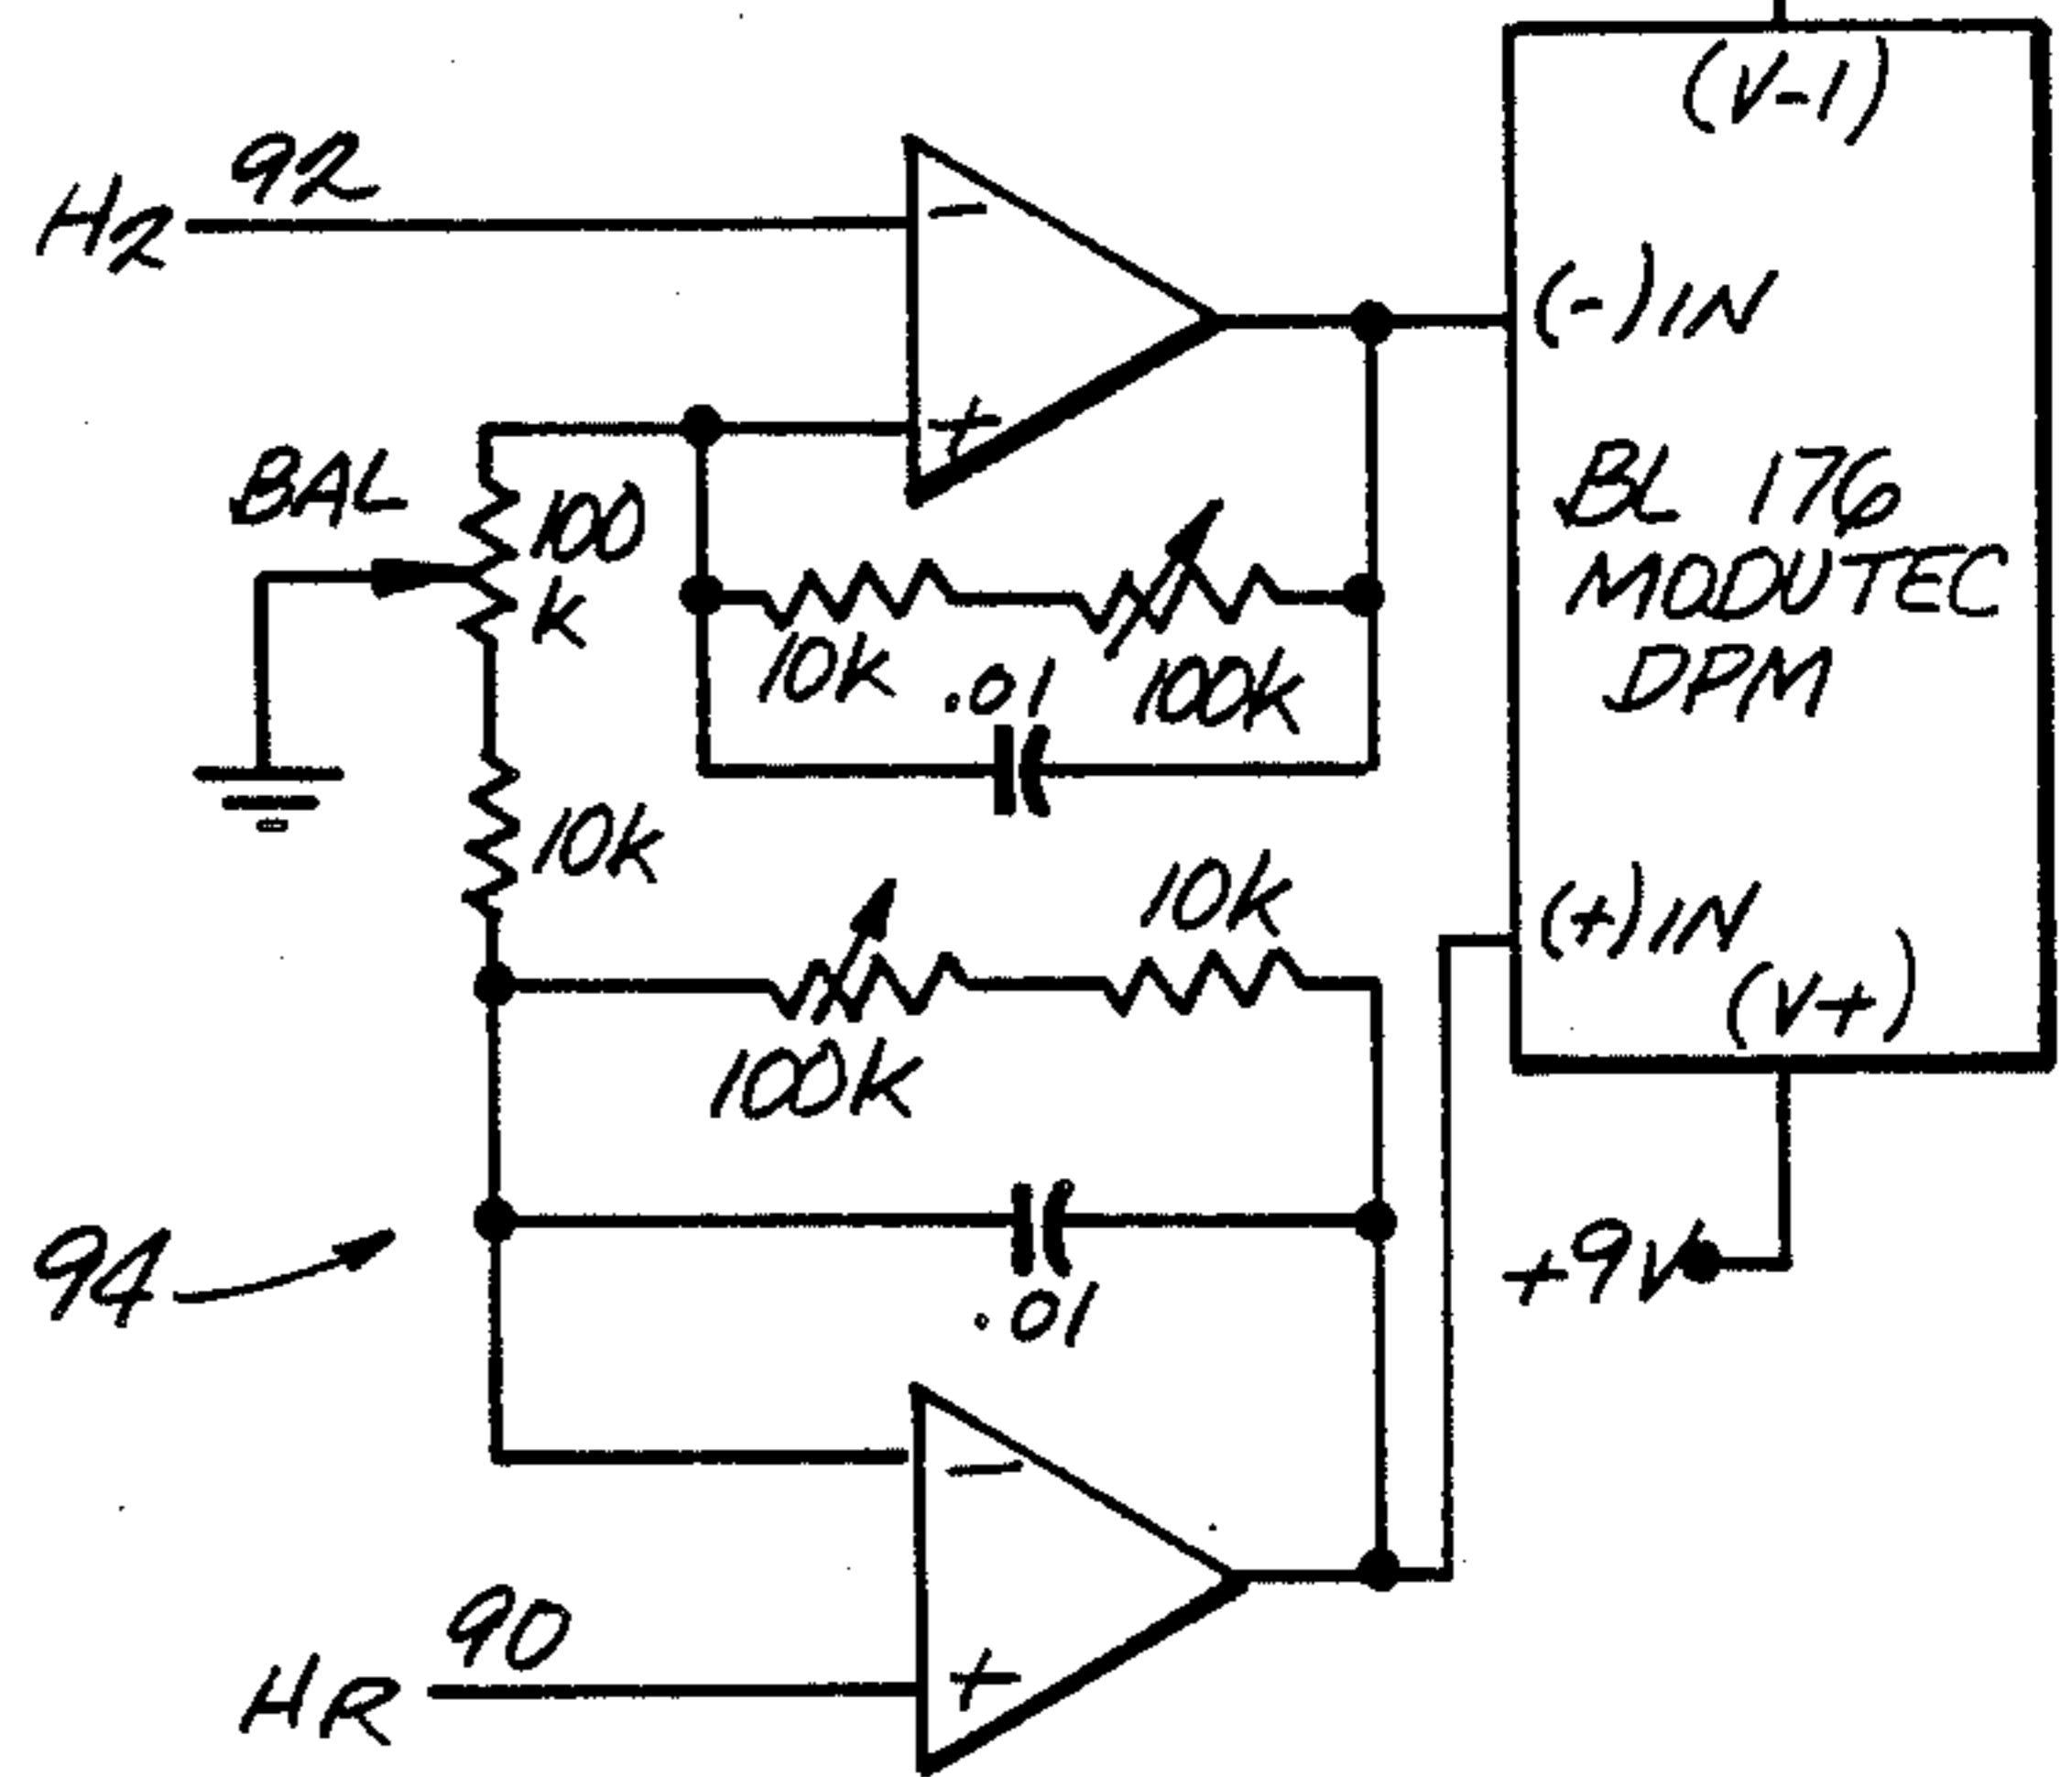 (V-1)
92
H2
−
(-) IN
+
BAL
100
k
BL 176
MODUTEC
DPM
10k
.01
100k
10k
10k
(+) IN
(V+)
100k
94
+9V
.01
−
90
HR
+